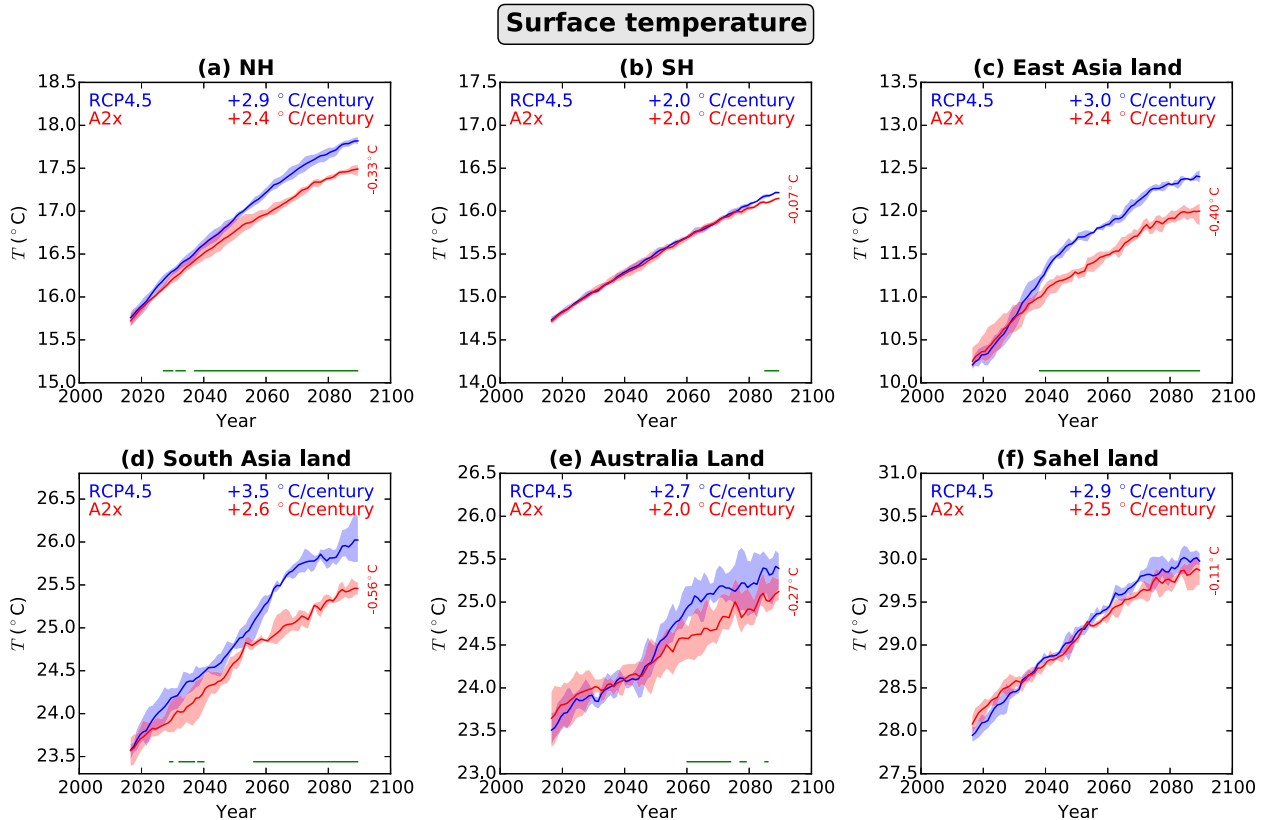 Surface temperature
(a) NH
18.5
18.0
17.5
17.0
16.5
16.0
15.5
15.0
T (°C)
RCP4.5 +2.9 °C/century
A2x +2.4 °C/century
-0.33°C
2000 2020 2040 2060 2080 2100
Year
(b) SH
17.5
17.0
16.5
16.0
15.5
15.0
14.5
14.0
T (°C)
RCP4.5 +2.0 °C/century
A2x +2.0 °C/century
-0.07°C
2000 2020 2040 2060 2080 2100
Year
(c) East Asia land
13.5
13.0
12.5
12.0
11.5
11.0
10.5
10.0
T (°C)
RCP4.5 +3.0 °C/century
A2x +2.4 °C/century
-0.40°C
2000 2020 2040 2060 2080 2100
Year
(d) South Asia land
26.5
26.0
25.5
25.0
24.5
24.0
23.5
T (°C)
RCP4.5 +3.5 °C/century
A2x +2.6 °C/century
-0.56°C
2000 2020 2040 2060 2080 2100
Year
(e) Australia Land
26.5
26.0
25.5
25.0
24.5
24.0
23.5
23.0
T (°C)
RCP4.5 +2.7 °C/century
A2x +2.0 °C/century
-0.27°C
2000 2020 2040 2060 2080 2100
Year
(f) Sahel land
31.0
30.5
30.0
29.5
29.0
28.5
28.0
27.5
T (°C)
RCP4.5 +2.9 °C/century
A2x +2.5 °C/century
-0.11°C
2000 2020 2040 2060 2080 2100
Year